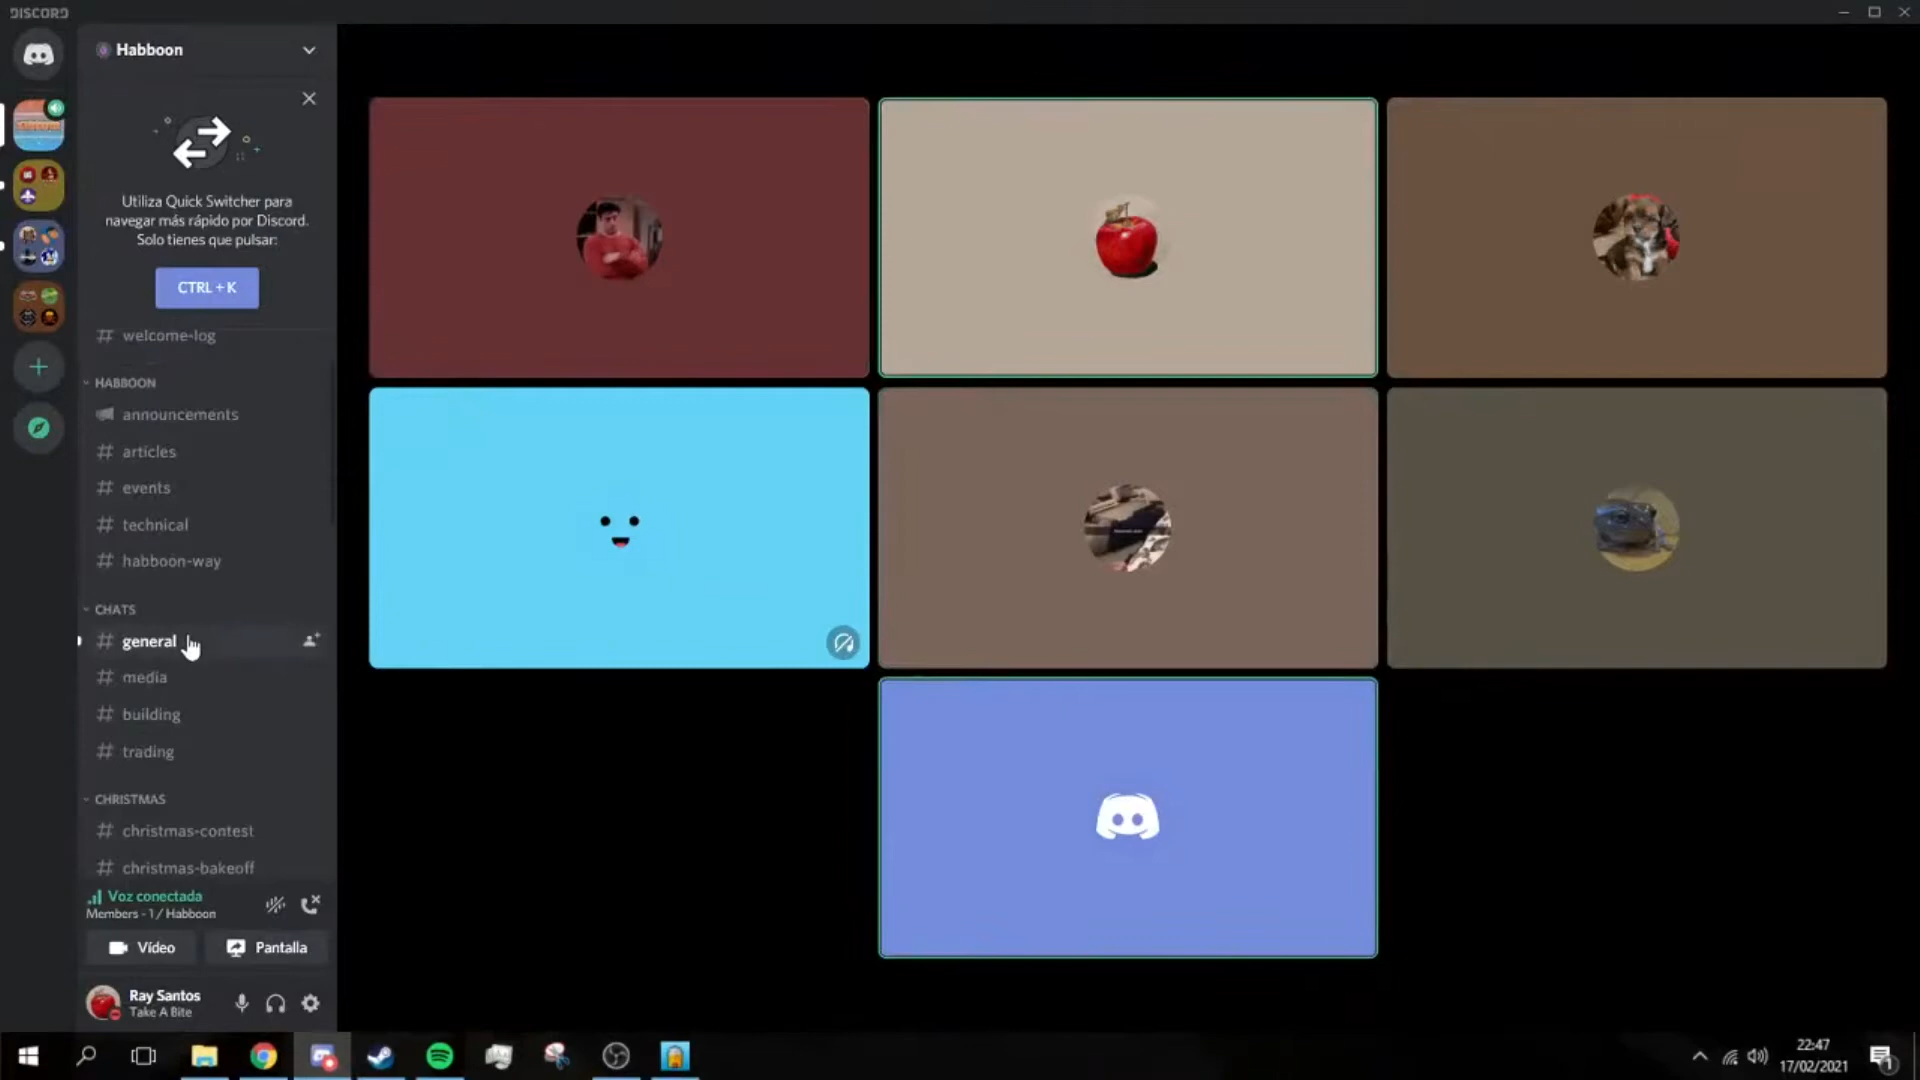 DISCORD
Habboon
Utiliza Quick Switcher para
navegar más rápido por Discord.
Solo tienes que pulsar:
CTRL + K
welcome-log
HABBOON
announcements
articles
events
technical
habboon-way
CHATS
general
media
building
trading
CHRISTMAS
christmas-contest
christmas-bakeoff
Voz conectada
Members - 1 / Habboon
Vídeo
Pantalla
Ray Santos
Take A Bite
22:47
17/02/2021
1